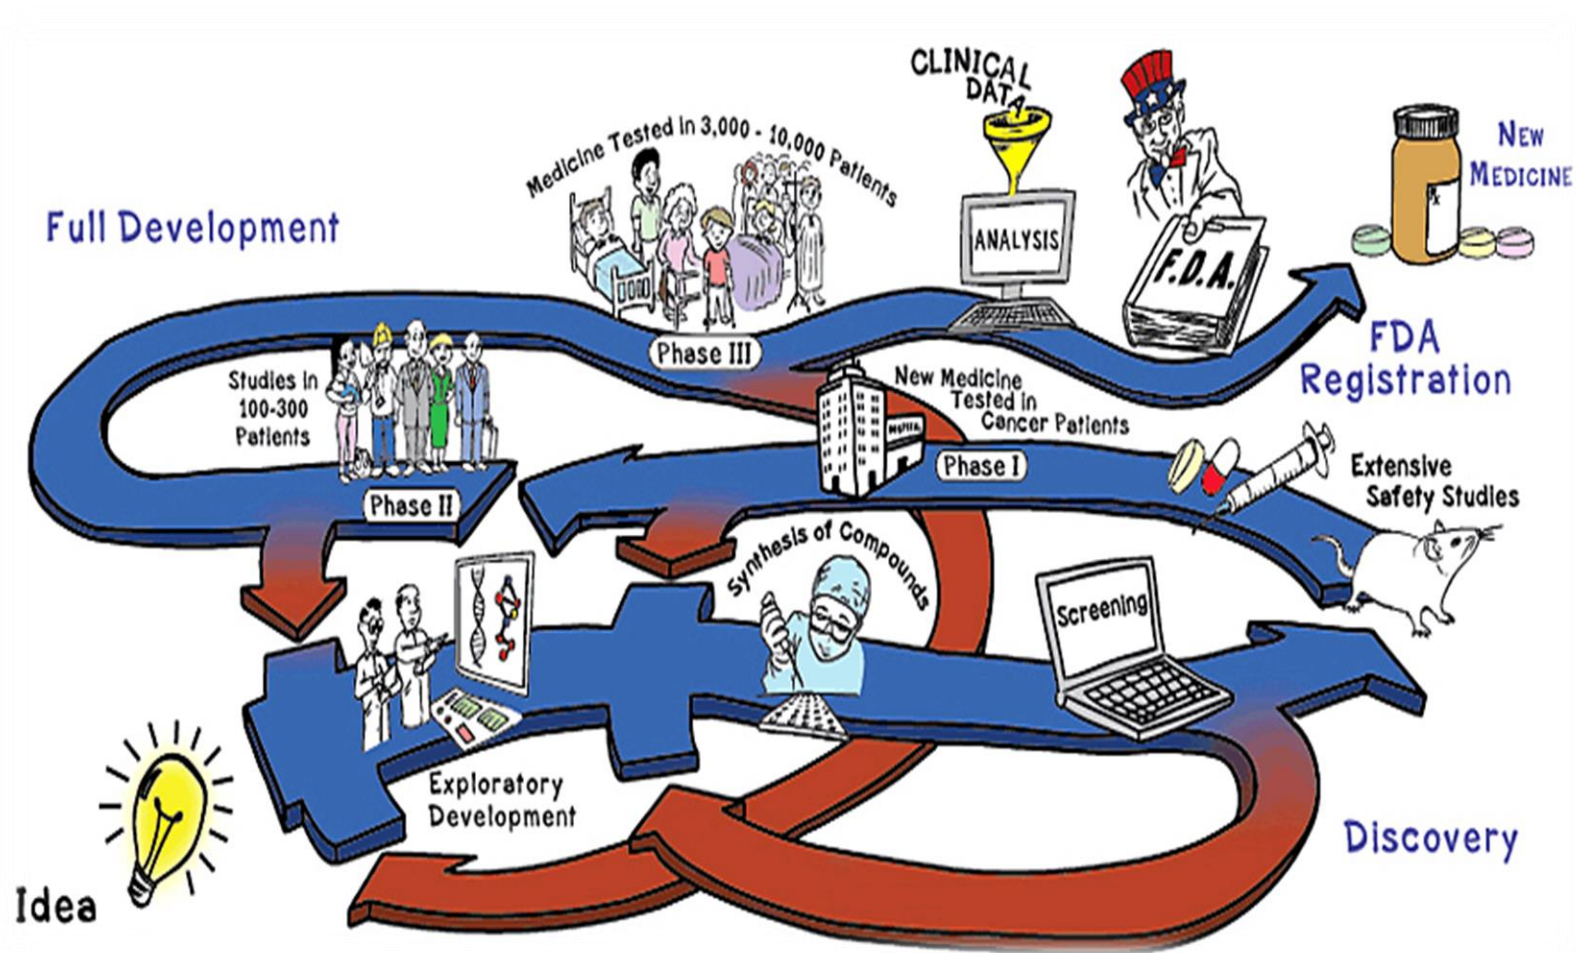 CLINICAL
DATA
Medicine Tested in 3,000 - 10,000 Patients
NEW
MEDICINE
Full Development
ANALYSIS
F.D.A.
Rx
Phase III
FDA
Registration
Studies in
100-300
Patients
New Medicine
Tested in
Cancer Patients
HOSPITAL
Phase I
Extensive
Safety Studies
Phase II
Synthesis of Compounds
Screening
Exploratory
Development
Discovery
Idea